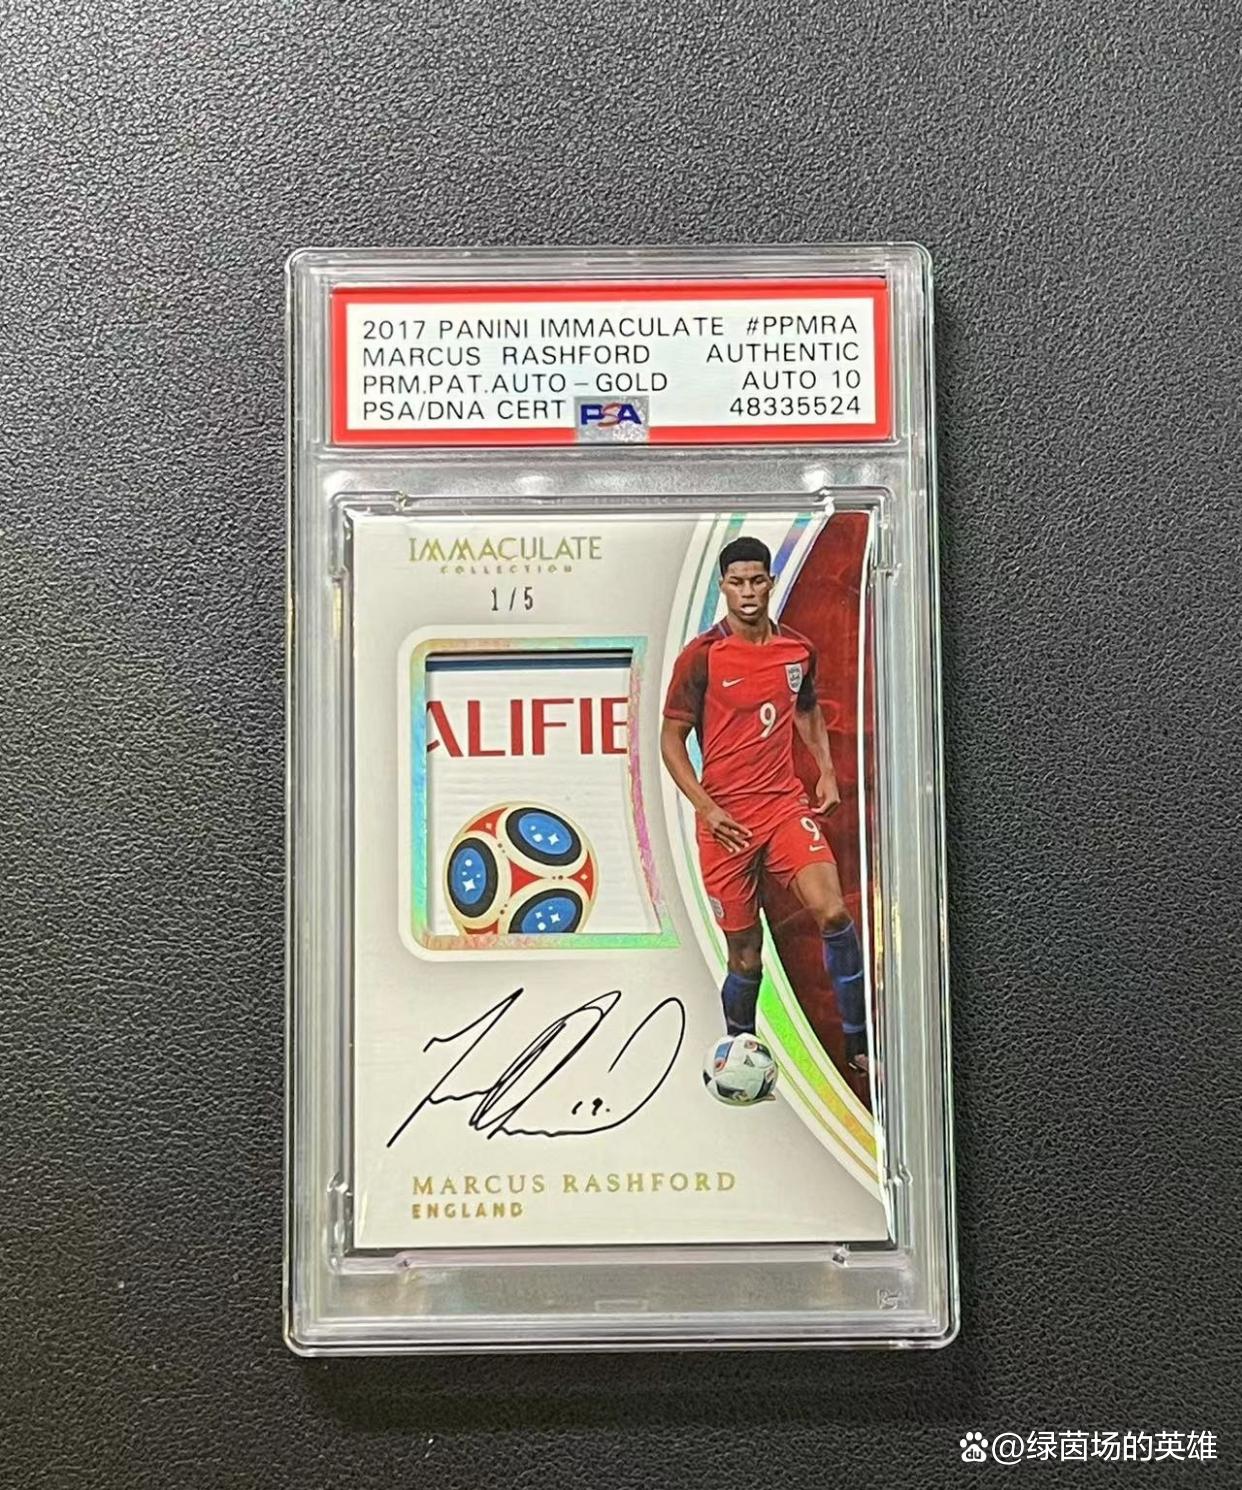 2017 PANINI IMMACULATE #PPMRA
MARCUS RASHFORD AUTHENTIC
PRM.PAT.AUTO - GOLD AUTO 10
PSA/DNA CERT PSA 48335524
IMMACULATE
COLLECTION
1/5
ALIFIE
9
9
19.
MARCUS RASHFORD
ENGLAND
@绿茵场的英雄